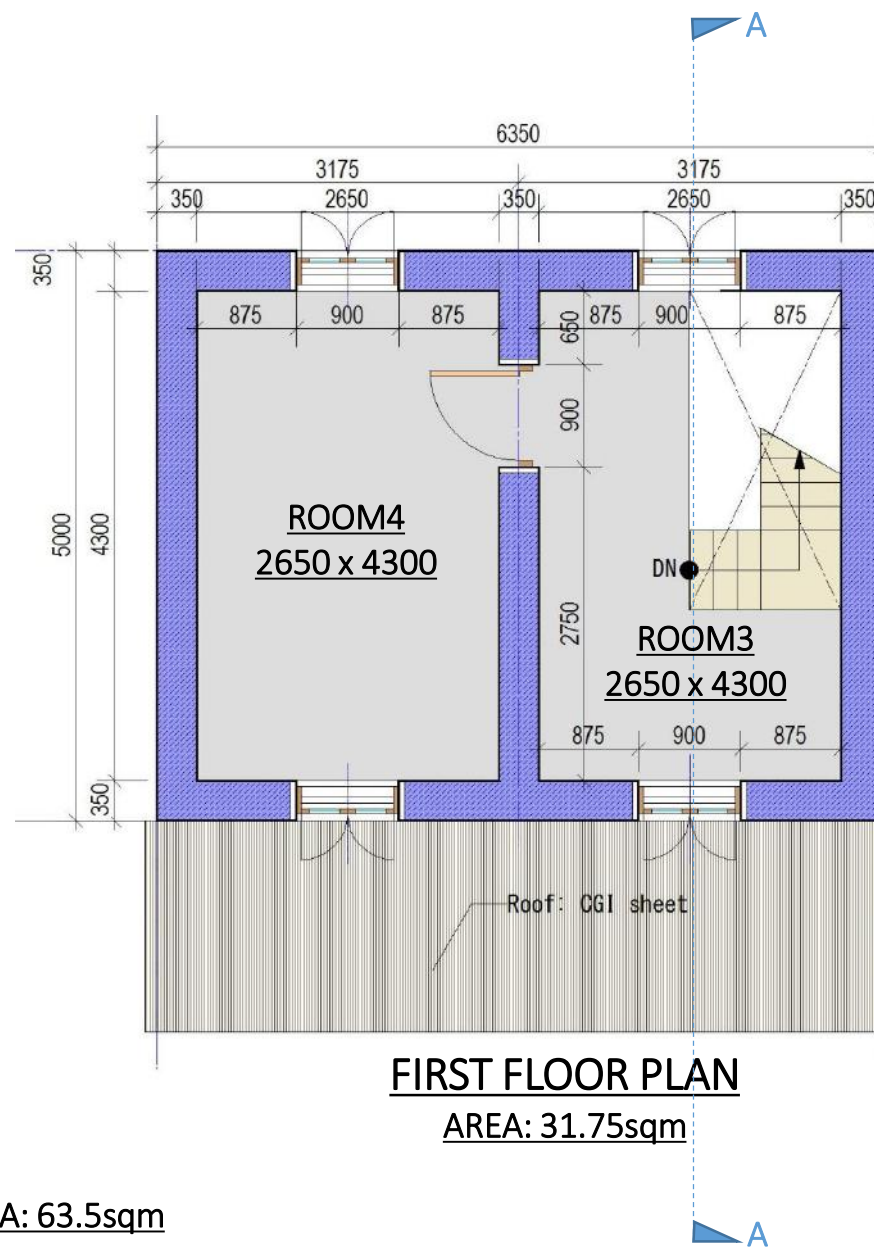 A
6350
3175
3175
350
2650
350
2650
350
350
875
900
875
650
875
900
875
900
5000
4300
ROOM4
2650 x 4300
DN
2750
ROOM3
2650 x 4300
875
900
875
350
Roof: CGI sheet
FIRST FLOOR PLAN
AREA: 31.75sqm
A: 63.5sqm
A